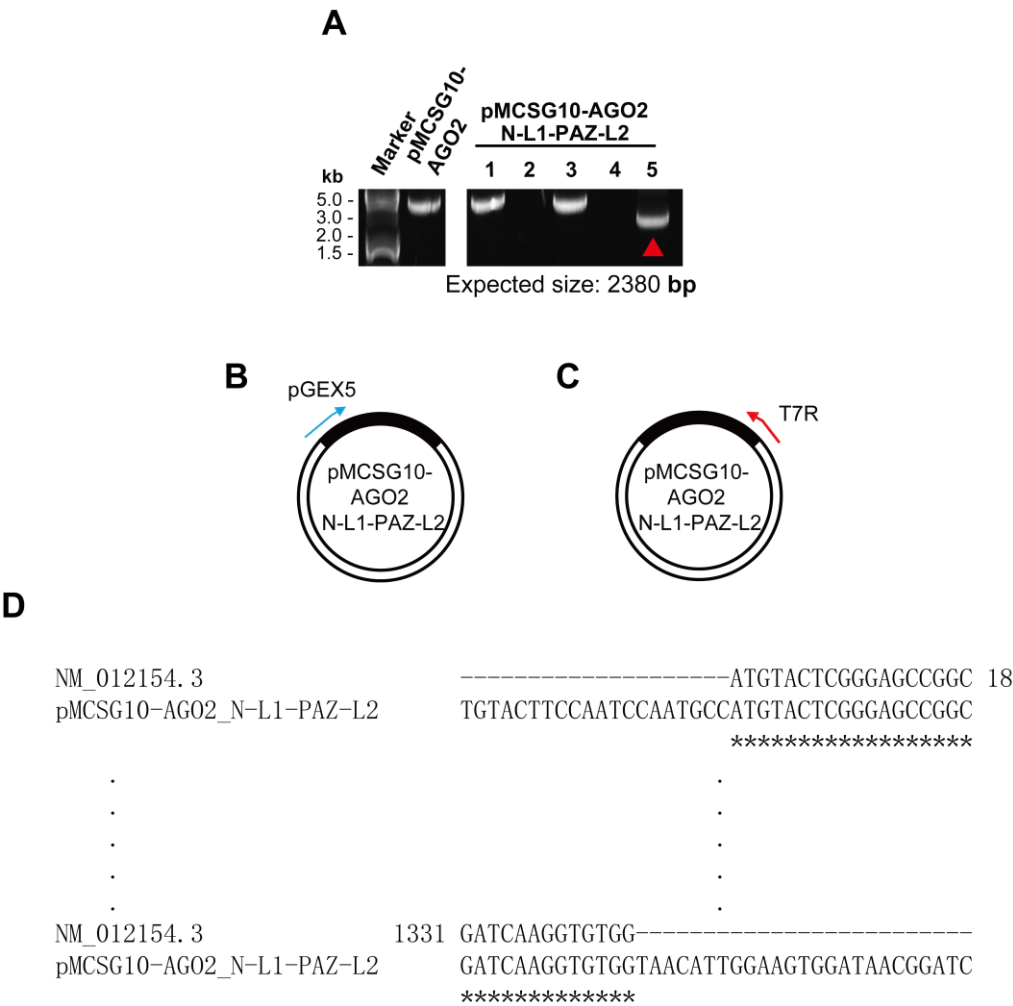 A
Marker
pMCSG10-
AGO2
pMCSG10-AGO2
N-L1-PAZ-L2
kb
1 2 3 4 5
5.0 -
3.0 -
2.0 -
1.5 -
Expected size: 2380 bp
B
pGEX5
pMCSG10-
AGO2
N-L1-PAZ-L2
C
T7R
pMCSG10-
AGO2
N-L1-PAZ-L2
D
NM_012154.3 --------------------ATGTACTCGGGAGCCGGC 18
pMCSG10-AGO2_N-L1-PAZ-L2 TGTACTTCCAATCCAATGCCATGTACTCGGGAGCCGGC
******************
. .
. .
. .
. .
. .
NM_012154.3 1331 GATCAAGGTGTGG-------------------------
pMCSG10-AGO2_N-L1-PAZ-L2 GATCAAGGTGTGGTAACATTGGAAGTGGATAACGGATC
*************